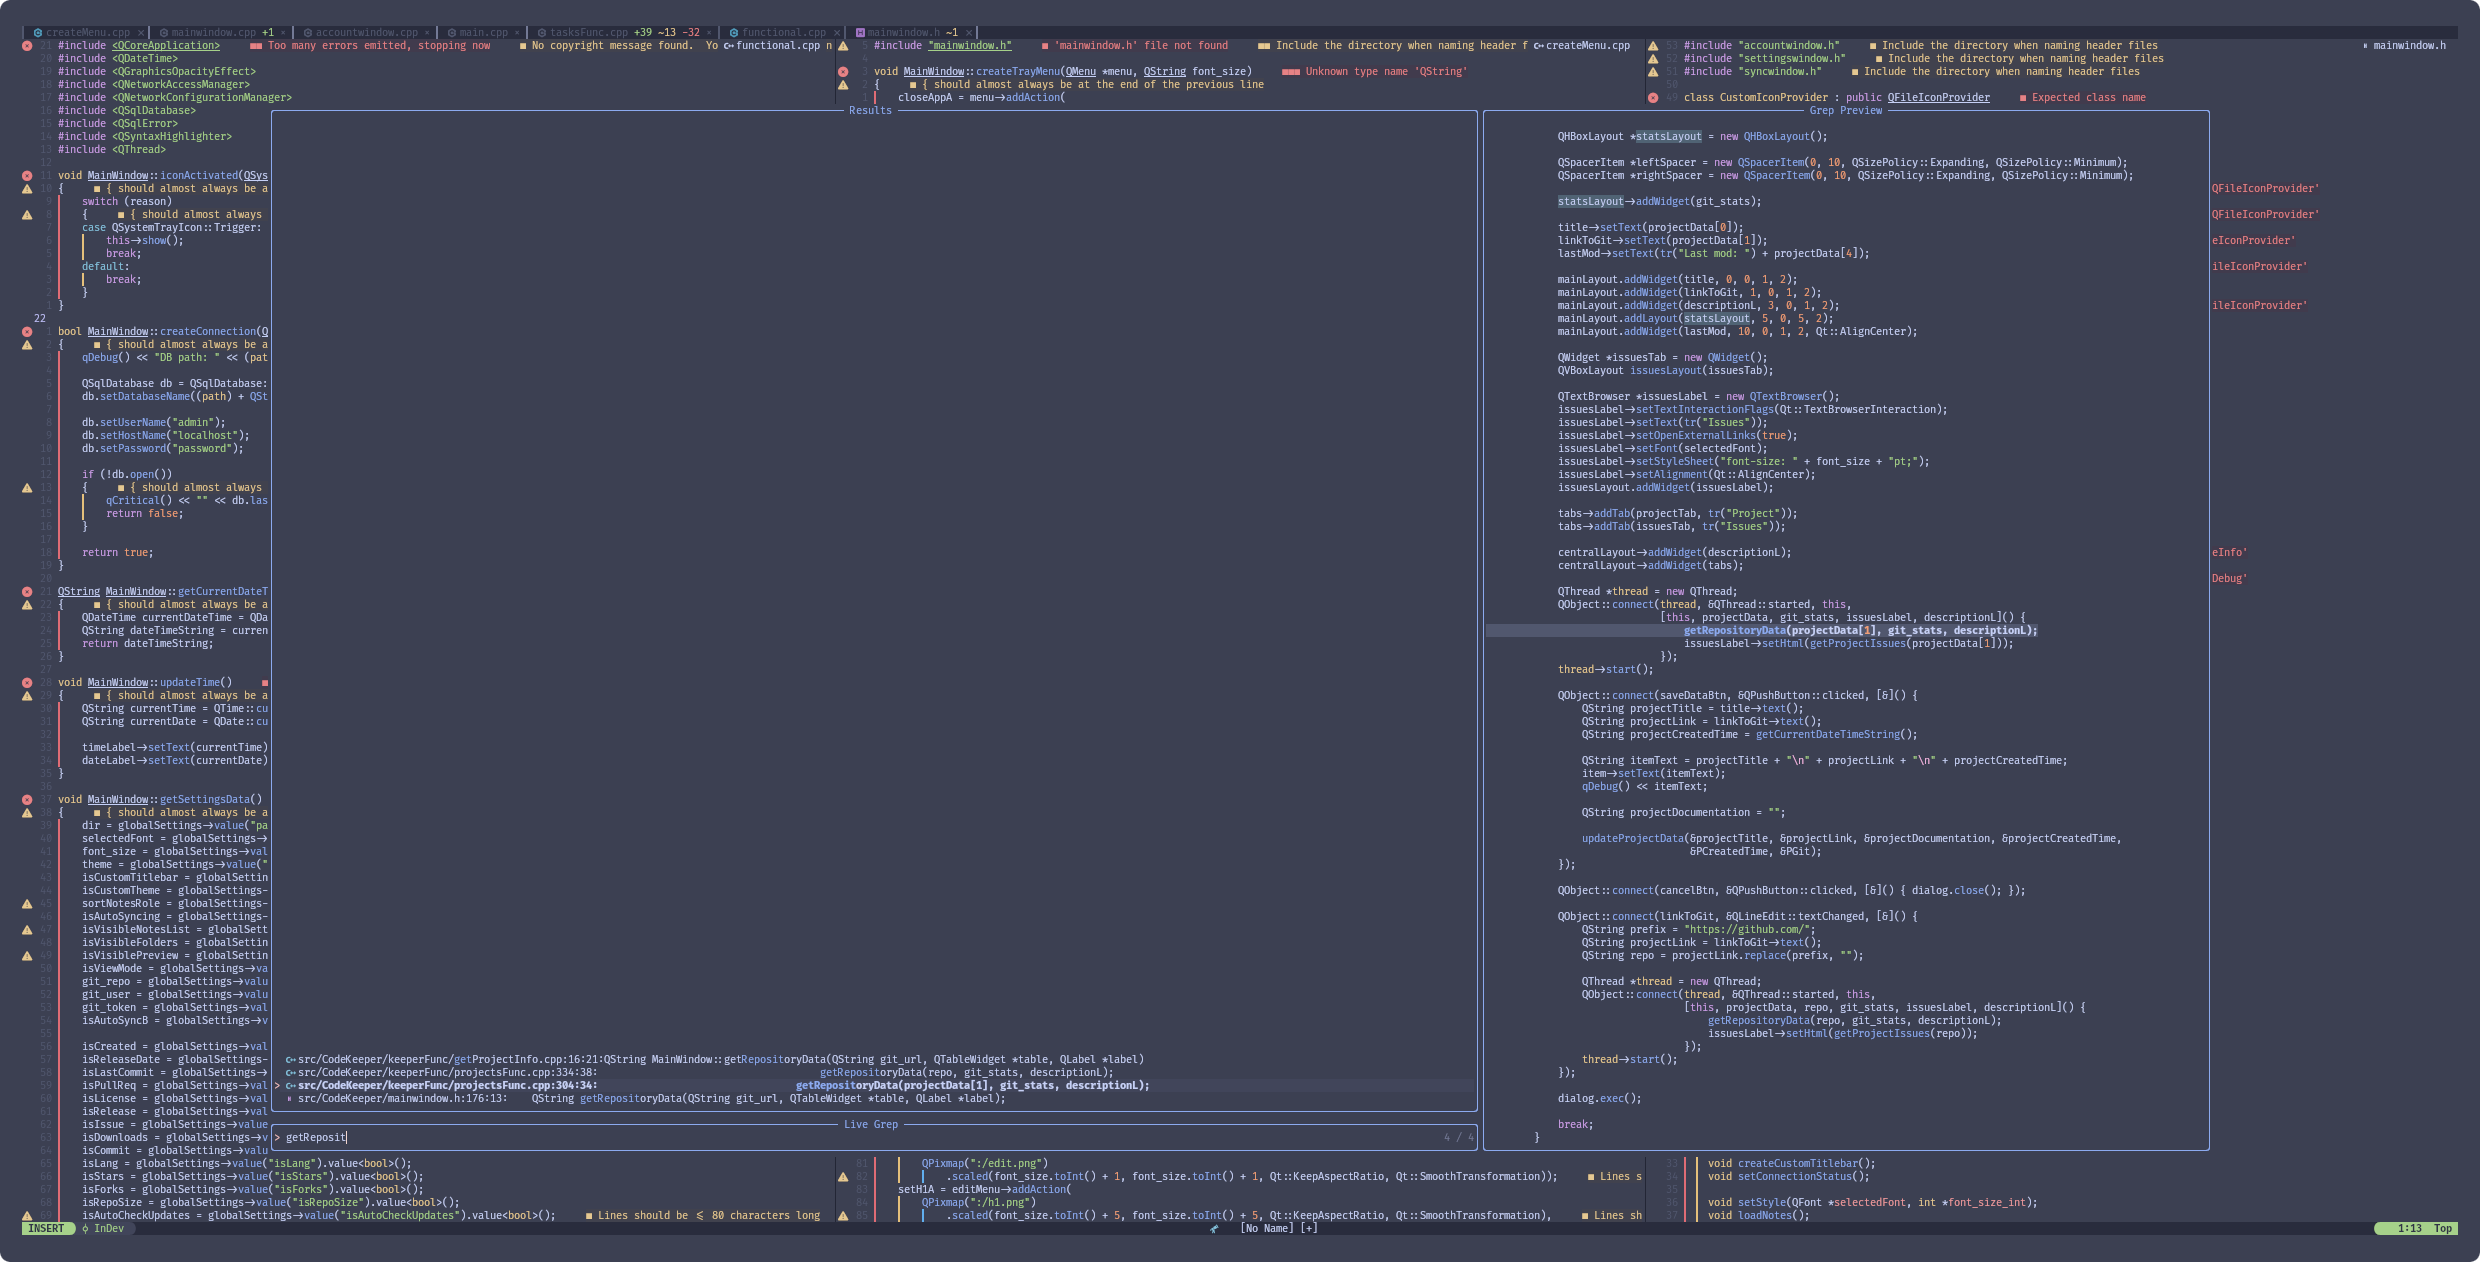 createMenu.cpp × mainwindow.cpp +1 • accountwindow.cpp • main.cpp • tasksFunc.cpp +39 ~13 -32 • functional.cpp × mainwindow.h ~1 ×
21 #include <QCoreApplication> ■■ Too many errors emitted, stopping now ■ No copyright message found. Yo functional.cpp n
20 #include <QDateTime>
19 #include <QGraphicsOpacityEffect>
18 #include <QNetworkAccessManager>
17 #include <QNetworkConfigurationManager>
16 #include <QSqlDatabase>
15 #include <QSqlError>
14 #include <QSyntaxHighlighter>
13 #include <QThread>
12
11 void MainWindow::iconActivated(QSys
10 { ■ { should almost always be a
9 switch (reason)
8 { ■ { should almost always
7 case QSystemTrayIcon::Trigger:
6 this->show();
5 break;
4 default:
3 break;
2 }
1 }
22
1 bool MainWindow::createConnection(Q
2 { ■ { should almost always be a
3 qDebug() << "DB path: " << (pat
4
5 QSqlDatabase db = QSqlDatabase:
6 db.setDatabaseName((path) + QSt
7
8 db.setUserName("admin");
9 db.setHostName("localhost");
10 db.setPassword("password");
11
12 if (!db.open())
13 { ■ { should almost always
14 qCritical() << "" << db.las
15 return false;
16 }
17
18 return true;
19 }
20
21 QString MainWindow::getCurrentDateT
22 { ■ { should almost always be a
23 QDateTime currentDateTime = QDa
24 QString dateTimeString = curren
25 return dateTimeString;
26 }
27
28 void MainWindow::updateTime() ■
29 { ■ { should almost always be a
30 QString currentTime = QTime::cu
31 QString currentDate = QDate::cu
32
33 timeLabel->setText(currentTime)
34 dateLabel->setText(currentDate)
35 }
36
37 void MainWindow::getSettingsData()
38 { ■ { should almost always be a
39 dir = globalSettings->value("pa
40 selectedFont = globalSettings->
41 font_size = globalSettings->val
42 theme = globalSettings->value("
43 isCustomTitlebar = globalSettin
44 isCustomTheme = globalSettings-
45 sortNotesRole = globalSettings-
46 isAutoSyncing = globalSettings-
47 isVisibleNotesList = globalSett
48 isVisibleFolders = globalSettin
49 isVisiblePreview = globalSettin
50 isViewMode = globalSettings->va
51 git_repo = globalSettings->valu
52 git_user = globalSettings->valu
53 git_token = globalSettings->val
54 isAutoSyncB = globalSettings->v
55
56 isCreated = globalSettings->val
57 isReleaseDate = globalSettings-
58 isLastCommit = globalSettings->
59 isPullReq = globalSettings->val
60 isLicense = globalSettings->val
61 isRelease = globalSettings->val
62 isIssue = globalSettings->value
63 isDownloads = globalSettings->v
64 isCommit = globalSettings->valu
65 isLang = globalSettings->value("isLang").value<bool>();
66 isStars = globalSettings->value("isStars").value<bool>();
67 isForks = globalSettings->value("isForks").value<bool>();
68 isRepoSize = globalSettings->value("isRepoSize").value<bool>();
69 isAutoCheckUpdates = globalSettings->value("isAutoCheckUpdates").value<bool>(); ■ Lines should be <= 80 characters long
5 #include "mainwindow.h" ■ 'mainwindow.h' file not found ■■ Include the directory when naming header f createMenu.cpp
4
3 void MainWindow::createTrayMenu(QMenu *menu, QString font_size) ■■■ Unknown type name 'QString'
2 { ■ { should almost always be at the end of the previous line
1 closeAppA = menu->addAction(
53 #include "accountwindow.h" ■ Include the directory when naming header files mainwindow.h
52 #include "settingswindow.h" ■ Include the directory when naming header files
51 #include "syncwindow.h" ■ Include the directory when naming header files
50
49 class CustomIconProvider : public QFileIconProvider ■ Expected class name
Results
src/CodeKeeper/keeperFunc/getProjectInfo.cpp:16:21:QString MainWindow::getRepositoryData(QString git_url, QTableWidget *table, QLabel *label)
src/CodeKeeper/keeperFunc/projectsFunc.cpp:334:38: getRepositoryData(repo, git_stats, descriptionL);
> src/CodeKeeper/keeperFunc/projectsFunc.cpp:304:34: getRepositoryData(projectData[1], git_stats, descriptionL);
src/CodeKeeper/mainwindow.h:176:13: QString getRepositoryData(QString git_url, QTableWidget *table, QLabel *label);
Live Grep
> getReposit 4 / 4
Grep Preview
QHBoxLayout *statsLayout = new QHBoxLayout();
QSpacerItem *leftSpacer = new QSpacerItem(0, 10, QSizePolicy::Expanding, QSizePolicy::Minimum);
QSpacerItem *rightSpacer = new QSpacerItem(0, 10, QSizePolicy::Expanding, QSizePolicy::Minimum);
statsLayout->addWidget(git_stats);
title->setText(projectData[0]);
linkToGit->setText(projectData[1]);
lastMod->setText(tr("Last mod: ") + projectData[4]);
mainLayout.addWidget(title, 0, 0, 1, 2);
mainLayout.addWidget(linkToGit, 1, 0, 1, 2);
mainLayout.addWidget(descriptionL, 3, 0, 1, 2);
mainLayout.addLayout(statsLayout, 5, 0, 5, 2);
mainLayout.addWidget(lastMod, 10, 0, 1, 2, Qt::AlignCenter);
QWidget *issuesTab = new QWidget();
QVBoxLayout issuesLayout(issuesTab);
QTextBrowser *issuesLabel = new QTextBrowser();
issuesLabel->setTextInteractionFlags(Qt::TextBrowserInteraction);
issuesLabel->setText(tr("Issues"));
issuesLabel->setOpenExternalLinks(true);
issuesLabel->setFont(selectedFont);
issuesLabel->setStyleSheet("font-size: " + font_size + "pt;");
issuesLabel->setAlignment(Qt::AlignCenter);
issuesLayout.addWidget(issuesLabel);
tabs->addTab(projectTab, tr("Project"));
tabs->addTab(issuesTab, tr("Issues"));
centralLayout->addWidget(descriptionL);
centralLayout->addWidget(tabs);
QThread *thread = new QThread;
QObject::connect(thread, &QThread::started, this,
[this, projectData, git_stats, issuesLabel, descriptionL]() {
getRepositoryData(projectData[1], git_stats, descriptionL);
issuesLabel->setHtml(getProjectIssues(projectData[1]));
});
thread->start();
QObject::connect(saveDataBtn, &QPushButton::clicked, [&]() {
QString projectTitle = title->text();
QString projectLink = linkToGit->text();
QString projectCreatedTime = getCurrentDateTimeString();
QString itemText = projectTitle + "\n" + projectLink + "\n" + projectCreatedTime;
item->setText(itemText);
qDebug() << itemText;
QString projectDocumentation = "";
updateProjectData(&projectTitle, &projectLink, &projectDocumentation, &projectCreatedTime,
&PCreatedTime, &PGit);
});
QObject::connect(cancelBtn, &QPushButton::clicked, [&]() { dialog.close(); });
QObject::connect(linkToGit, &QLineEdit::textChanged, [&]() {
QString prefix = "https://github.com/";
QString projectLink = linkToGit->text();
QString repo = projectLink.replace(prefix, "");
QThread *thread = new QThread;
QObject::connect(thread, &QThread::started, this,
[this, projectData, repo, git_stats, issuesLabel, descriptionL]() {
getRepositoryData(repo, git_stats, descriptionL);
issuesLabel->setHtml(getProjectIssues(repo));
});
thread->start();
});
dialog.exec();
break;
}
QFileIconProvider'
QFileIconProvider'
eIconProvider'
ileIconProvider'
ileIconProvider'
eInfo'
Debug'
81 QPixmap(":/edit.png")
82 .scaled(font_size.toInt() + 1, font_size.toInt() + 1, Qt::KeepAspectRatio, Qt::SmoothTransformation)); ■ Lines s
83 setH1A = editMenu->addAction(
84 QPixmap(":/h1.png")
85 .scaled(font_size.toInt() + 5, font_size.toInt() + 5, Qt::KeepAspectRatio, Qt::SmoothTransformation), ■ Lines sh
33 void createCustomTitlebar();
34 void setConnectionStatus();
35
36 void setStyle(QFont *selectedFont, int *font_size_int);
37 void loadNotes();
INSERT InDev [No Name] [+] 1:13 Top